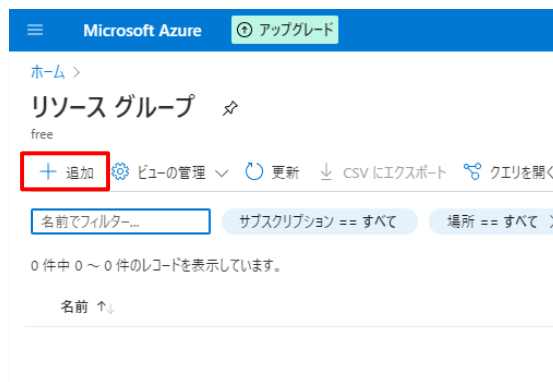 Microsoft Azure アップグレード
ホーム >
リソース グループ
free
+ 追加 ビューの管理 更新 CSV にエクスポート クエリを開く
名前でフィルター... サブスクリプション == すべて 場所 == すべて
0 件中 0 ～ 0 件のレコードを表示しています。
名前 ↑↓